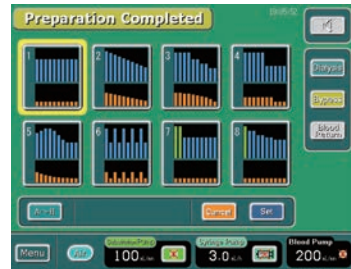 Preparation Completed
1
2
3
4
Dialysis
Bypass
Blood
Return
5
6
7
8
Cancel
Set
Menu
Syringe Pump
Blood Pump
100
3.0
200